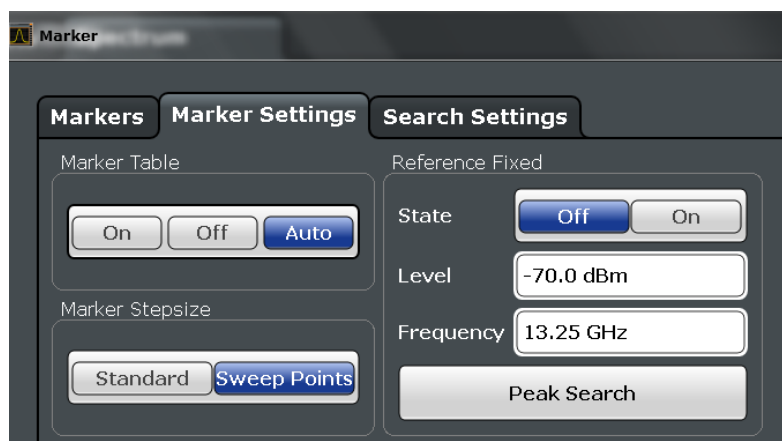 Marker
Spectrum
Markers
Marker Settings
Search Settings
Marker Table
On
Off
Auto
Marker Stepsize
Standard
Sweep Points
Reference Fixed
State
Off
On
Level
-70.0 dBm
Frequency
13.25 GHz
Peak Search